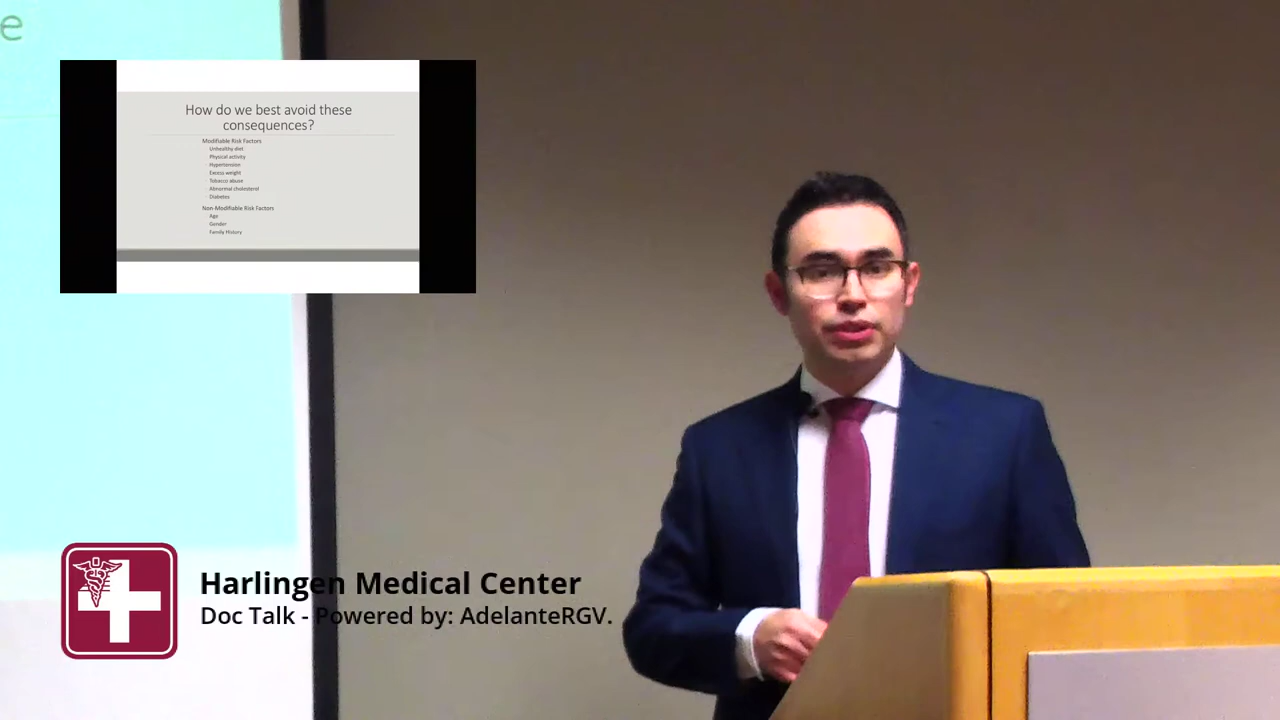 e
How do we best avoid these
consequences?
Modifiable Risk Factors
Unhealthy diet
Physical activity
Hypertension
Excess weight
Tobacco abuse
Abnormal cholesterol
Diabetes
Non-Modifiable Risk Factors
Age
Gender
Family History
Harlingen Medical Center
Doc Talk - Powered by: AdelanteRGV.